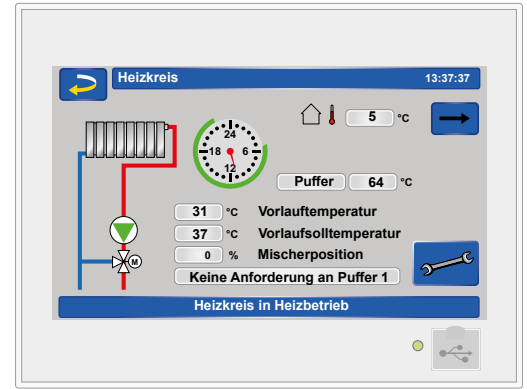 Heizkreis 13:37:37
5 °C
24
18 6
12
Puffer 64 °C
31 °C Vorlauftemperatur
37 °C Vorlaufsolltemperatur
0 % Mischerposition
M
Keine Anforderung an Puffer 1
Heizkreis in Heizbetrieb